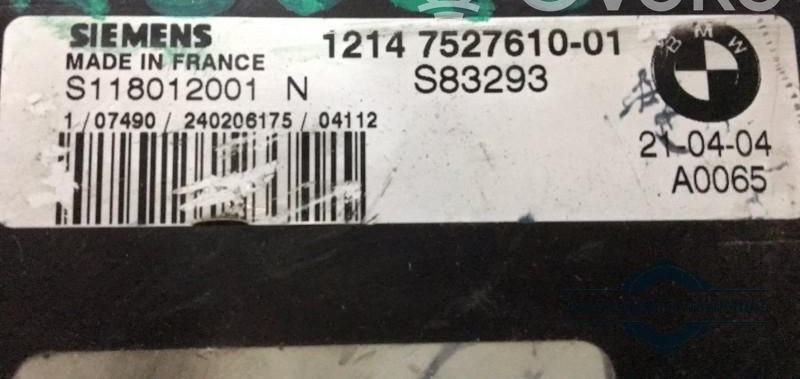 SIEMENS
MADE IN FRANCE
S118012001 N
1/07490/240206175/04112
1214 7527610-01
S83293
BMW
21-04-04
A0065